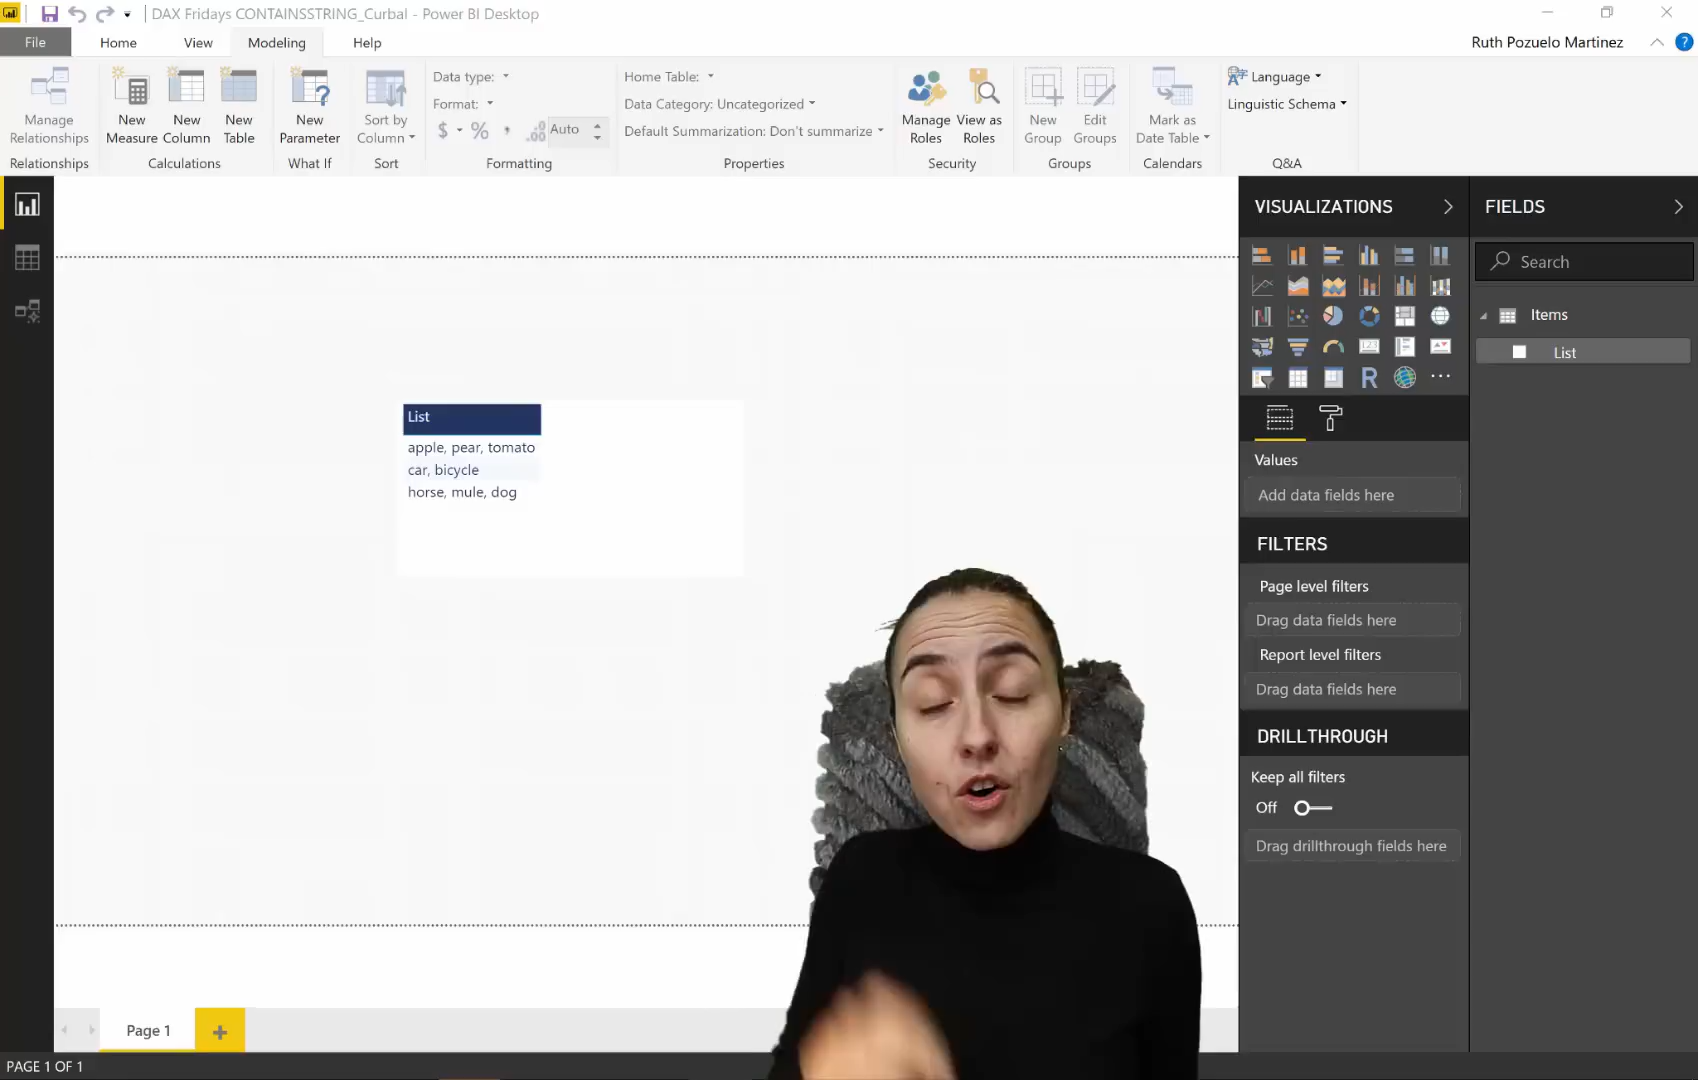 DAX Fridays CONTAINSSTRING_Curbal - Power BI Desktop
File Home View Modeling Help Ruth Pozuelo Martinez
Manage Relationships
Relationships
New Measure
New Column
New Table
Calculations
New Parameter
What If
Sort by Column
Sort
Data type:
Format:
$ % , .00 Auto
Formatting
Home Table:
Data Category: Uncategorized
Default Summarization: Don't summarize
Properties
Manage Roles
View as Roles
Security
New Group
Edit Groups
Groups
Mark as Date Table
Calendars
Language
Linguistic Schema
Q&A
List
apple, pear, tomato
car, bicycle
horse, mule, dog
VISUALIZATIONS
123
R
Values
Add data fields here
FILTERS
Page level filters
Drag data fields here
Report level filters
Drag data fields here
DRILLTHROUGH
Keep all filters
Off
Drag drillthrough fields here
FIELDS
Search
Items
List
Page 1
PAGE 1 OF 1